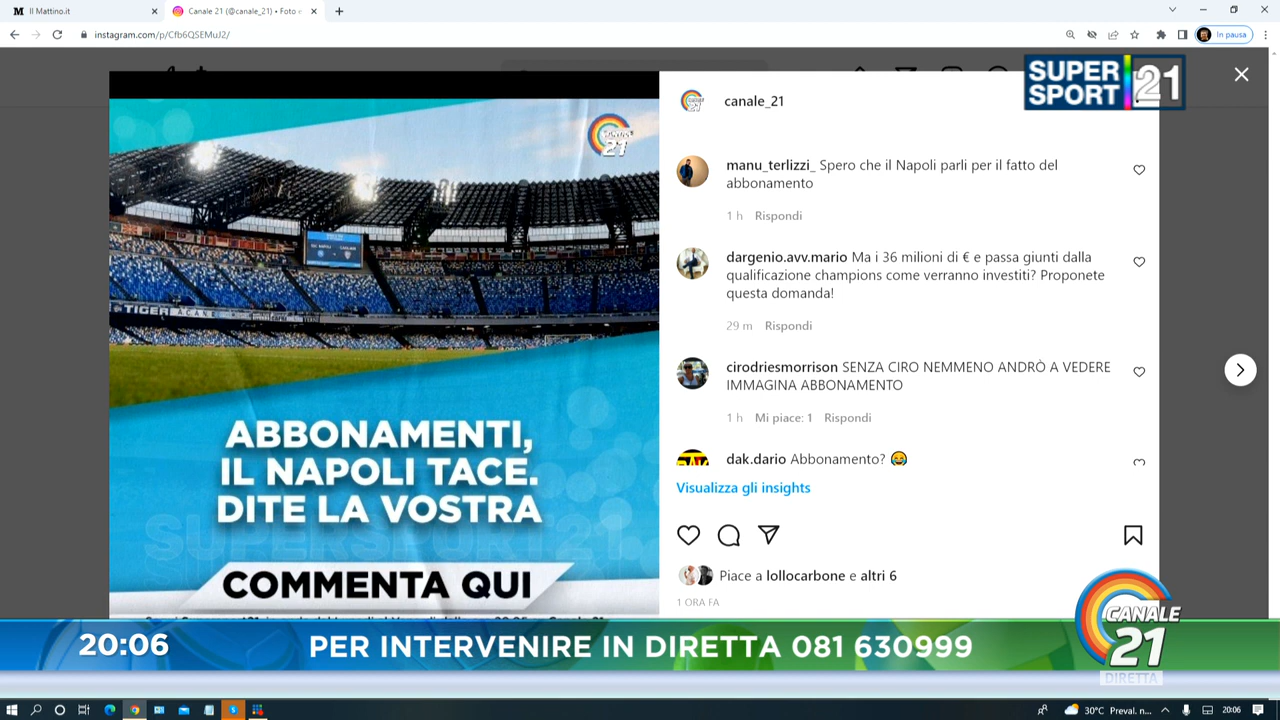 Il Mattino.it
Canale 21 (@canale_21) • Foto e
instagram.com/p/Cfb6QSEMuJ2/
In pausa
SUPER
SPORT 21
canale_21
CANALE
21
manu_terlizzi_ Spero che il Napoli parli per il fatto del
abbonamento
1 h Rispondi
dargenio.avv.mario Ma i 36 milioni di € e passa giunti dalla
qualificazione champions come verranno investiti? Proponete
questa domanda!
29 m Rispondi
cirodriesmorrison SENZA CIRO NEMMENO ANDRÒ A VEDERE
IMMAGINA ABBONAMENTO
1 h Mi piace: 1 Rispondi
dak.dario Abbonamento? 😂
Visualizza gli insights
ABBONAMENTI,
IL NAPOLI TACE.
DITE LA VOSTRA
SUPERSPORT21
COMMENTA QUI
Piace a lollocarbone e altri 6
1 ORA FA
20:06
PER INTERVENIRE IN DIRETTA 081 630999
CANALE
21
DIRETTA
30°C Preval. n...
20:06